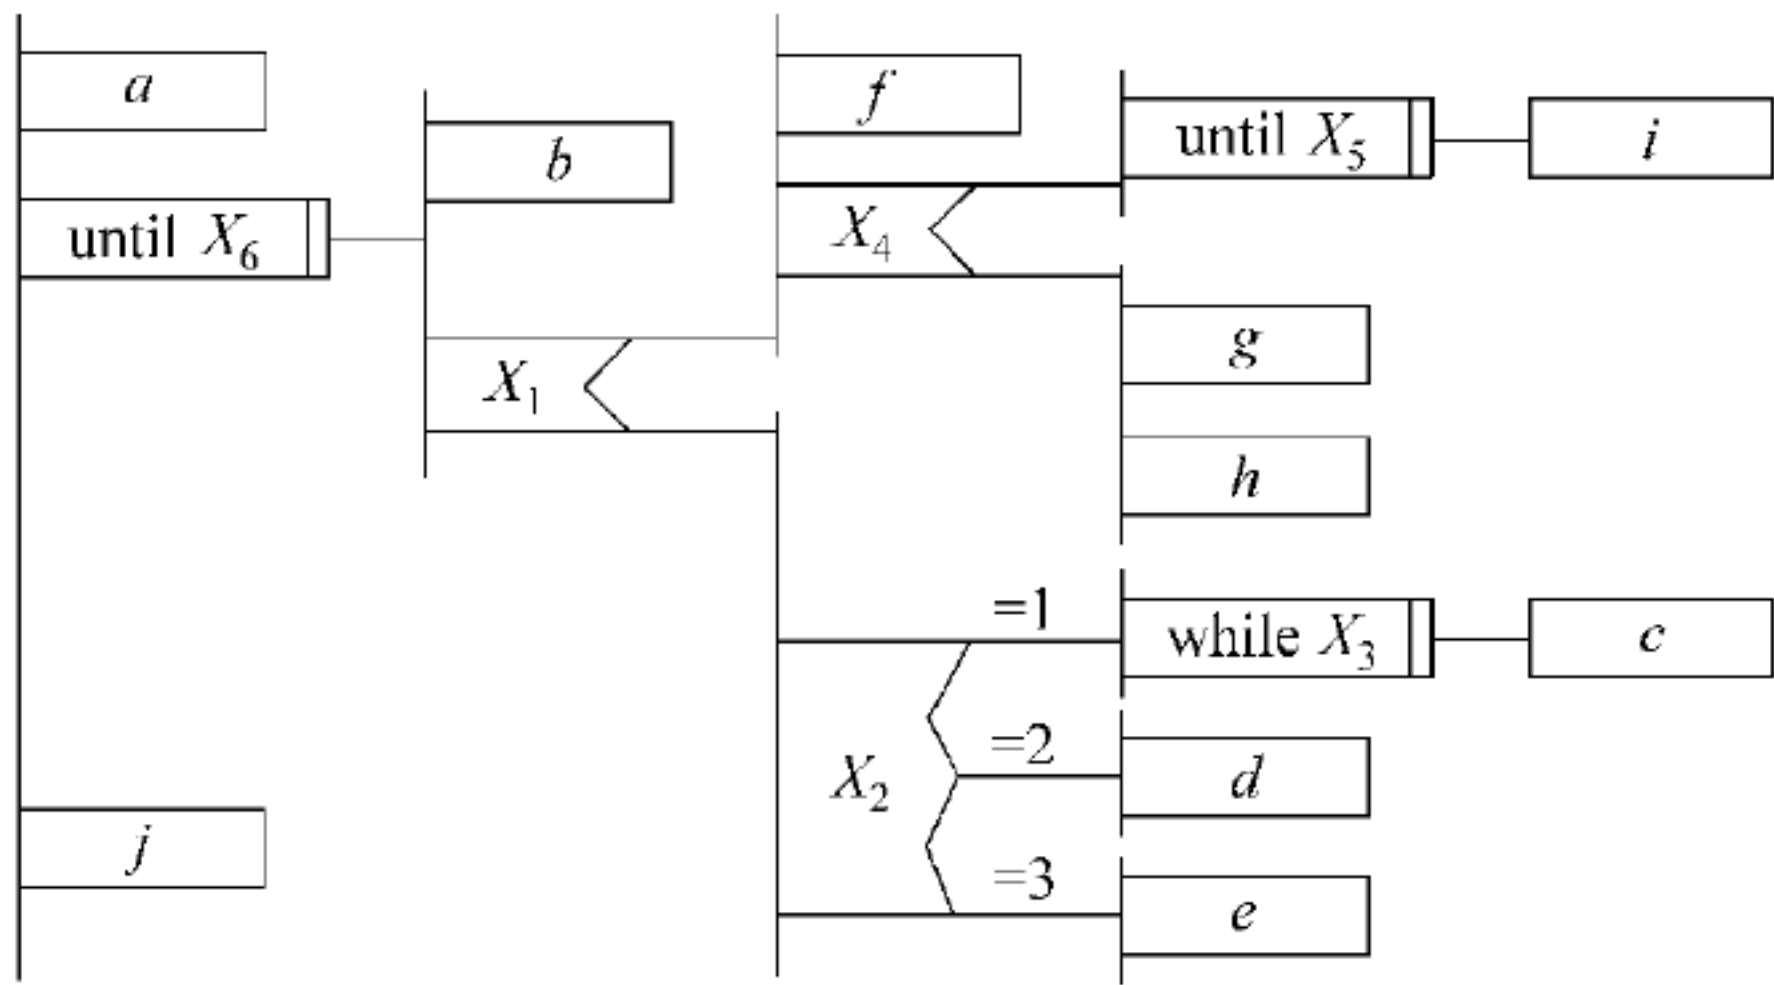 a
f
until X₅
i
b
until X₆
X₄
g
X₁
h
=1
while X₃
c
=2
X₂
d
j
=3
e